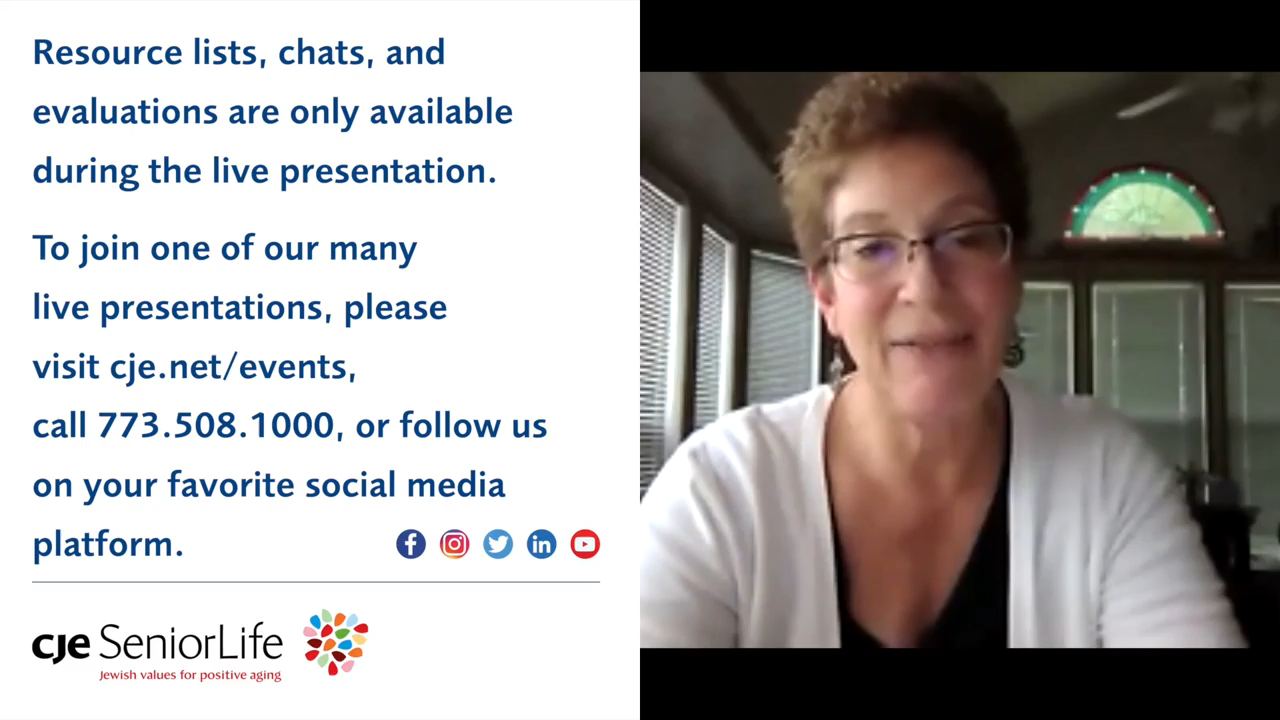 Resource lists, chats, and
evaluations are only available
during the live presentation.
To join one of our many
live presentations, please
visit cje.net/events,
call 773.508.1000, or follow us
on your favorite social media
platform.
cje SeniorLife
Jewish values for positive aging